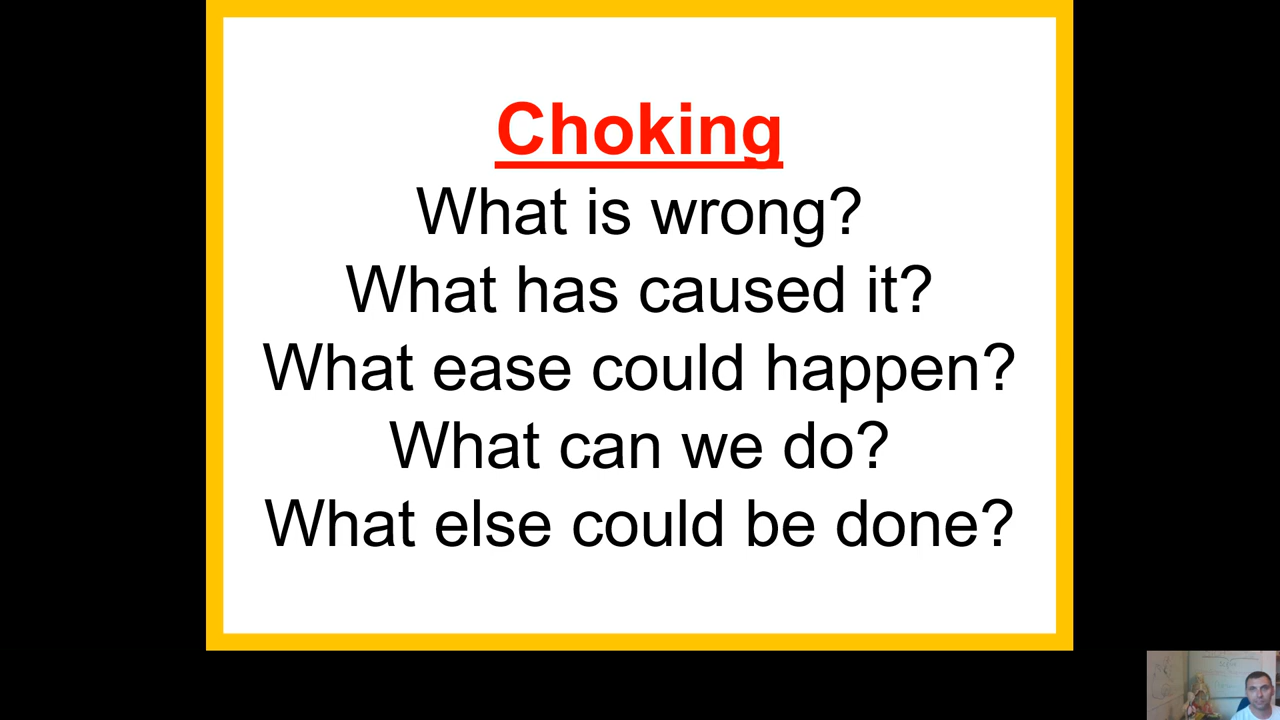 Choking
What is wrong?
What has caused it?
What ease could happen?
What can we do?
What else could be done?